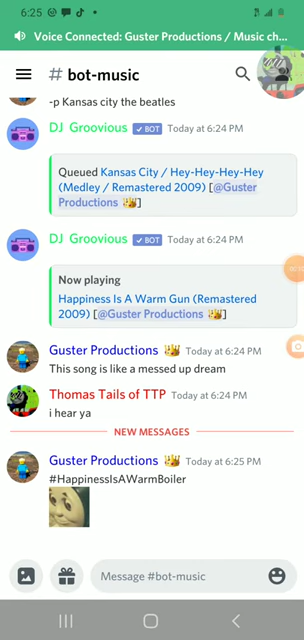 6:25
Voice Connected: Guster Productions / Music ch...
# bot-music
-p Kansas city the beatles
DJ Groovious ✔ BOT Today at 6:24 PM
Queued Kansas City / Hey-Hey-Hey-Hey
(Medley / Remastered 2009) [@Guster
Productions 👑]
DJ Groovious ✔ BOT Today at 6:24 PM
Now playing
Happiness Is A Warm Gun (Remastered
2009) [@Guster Productions 👑]
Guster Productions 👑 Today at 6:24 PM
This song is like a messed up dream
Thomas Tails of TTP Today at 6:24 PM
i hear ya
NEW MESSAGES
Guster Productions 👑 Today at 6:25 PM
#HappinessIsAWarmBoiler
Message #bot-music